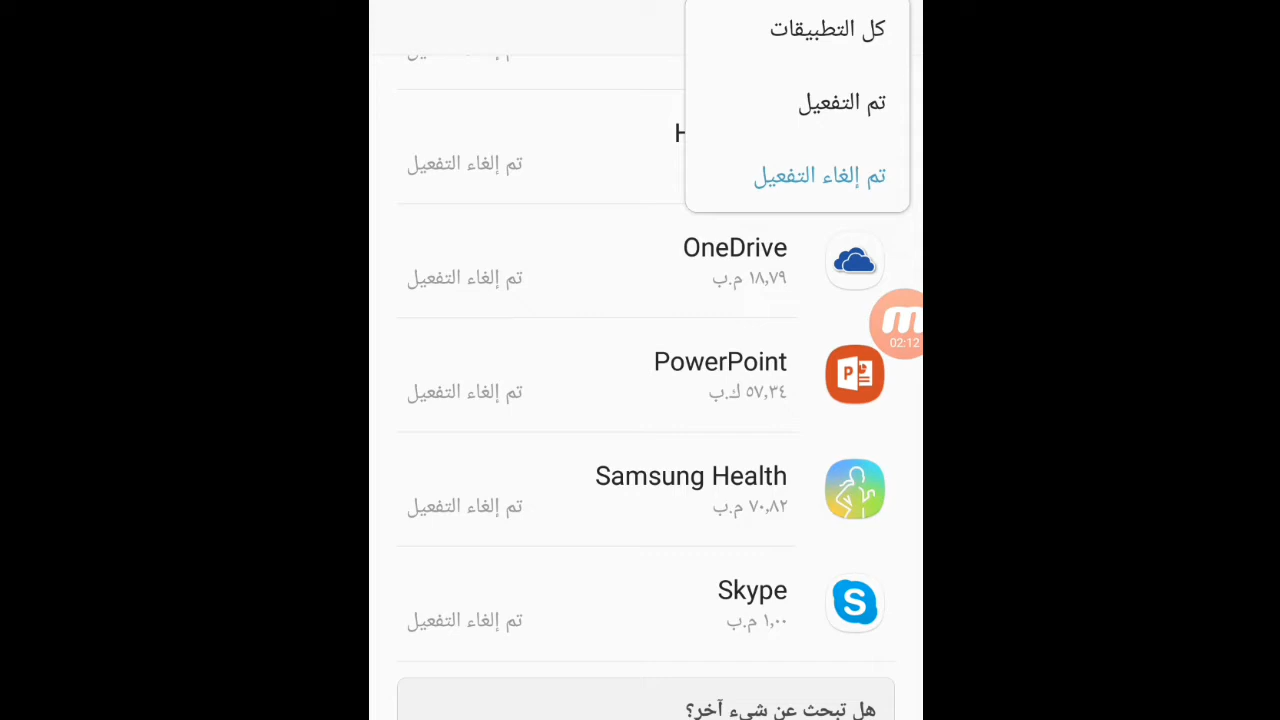 كل التطبيقات
تم التفعيل
تم إلغاء التفعيل
H
تم إلغاء التفعيل
OneDrive
١٨,٧٩ م.ب
تم إلغاء التفعيل
02:12
PowerPoint
٥٧,٣٤ ك.ب
تم إلغاء التفعيل
Samsung Health
٧٠,٨٢ م.ب
تم إلغاء التفعيل
Skype
١,٠٠ م.ب
تم إلغاء التفعيل
هل تبحث عن شيء آخر؟